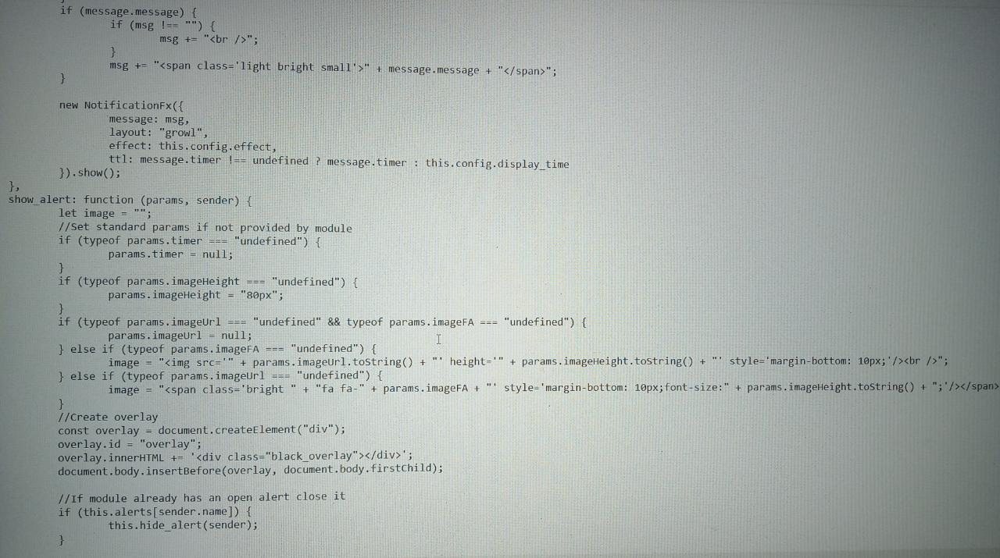 }
if (message.message) {
if (msg !== "") {
msg += "<br />";
}
msg += "<span class='light bright small'>" + message.message + "</span>";
}
new NotificationFx({
message: msg,
layout: "growl",
effect: this.config.effect,
ttl: message.timer !== undefined ? message.timer : this.config.display_time
}).show();
},
show_alert: function (params, sender) {
let image = "";
//Set standard params if not provided by module
if (typeof params.timer === "undefined") {
params.timer = null;
}
if (typeof params.imageHeight === "undefined") {
params.imageHeight = "80px";
}
if (typeof params.imageUrl === "undefined" && typeof params.imageFA === "undefined") {
params.imageUrl = null;
} else if (typeof params.imageFA === "undefined") {
image = "<img src='" + params.imageUrl.toString() + "' height='" + params.imageHeight.toString() + "' style='margin-bottom: 10px;'/><br />";
} else if (typeof params.imageUrl === "undefined") {
image = "<span class='bright " + "fa fa-" + params.imageFA + "' style='margin-bottom: 10px;font-size:" + params.imageHeight.toString() + ";'/></span>
}
//Create overlay
const overlay = document.createElement("div");
overlay.id = "overlay";
overlay.innerHTML += '<div class="black_overlay"></div>';
document.body.insertBefore(overlay, document.body.firstChild);
//If module already has an open alert close it
if (this.alerts[sender.name]) {
this.hide_alert(sender);
}